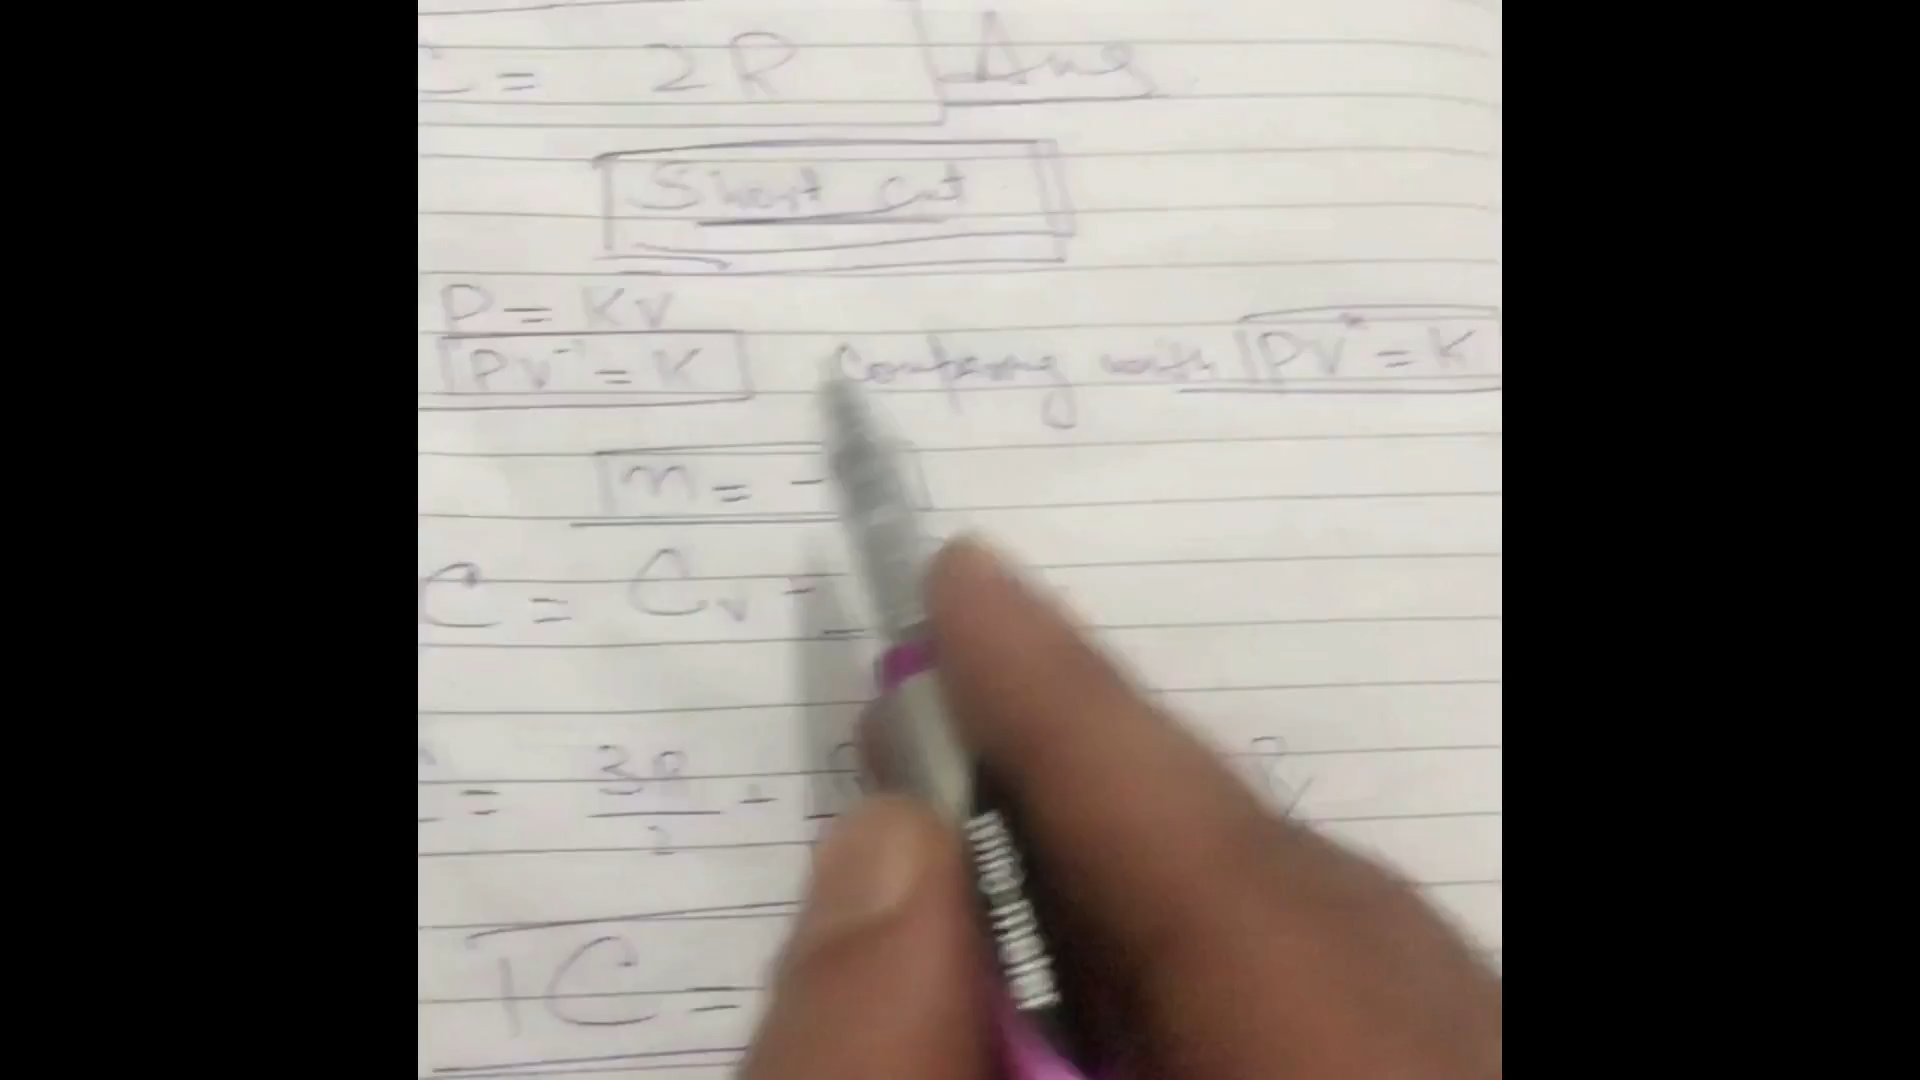 C = 2R Ans
Short cut
P = KV
PV⁻¹ = K Comparing with PVⁿ = K
n = -
C = Cv -
= 3R/2 -
C =